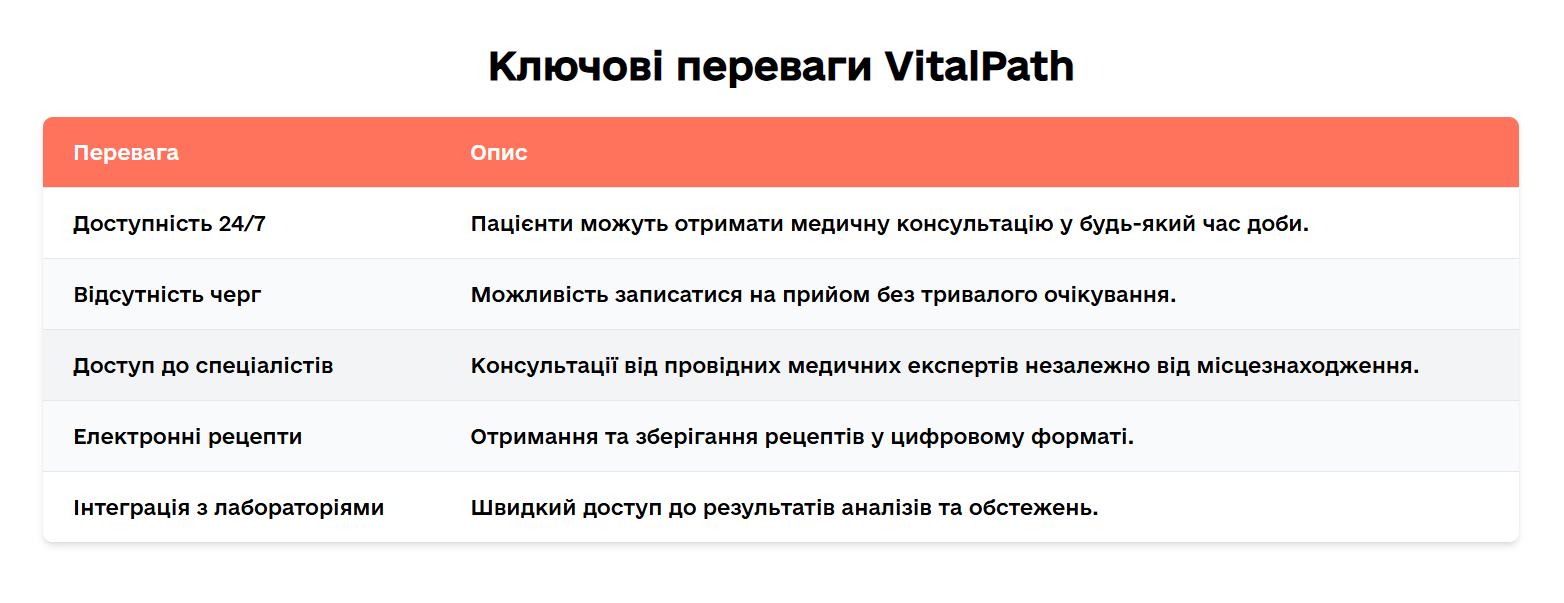 Ключові переваги VitalPath
Перевага Опис
Доступність 24/7 Пацієнти можуть отримати медичну консультацію у будь-який час доби.
Відсутність черг Можливість записатися на прийом без тривалого очікування.
Доступ до спеціалістів Консультації від провідних медичних експертів незалежно від місцезнаходження.
Електронні рецепти Отримання та зберігання рецептів у цифровому форматі.
Інтеграція з лабораторіями Швидкий доступ до результатів аналізів та обстежень.